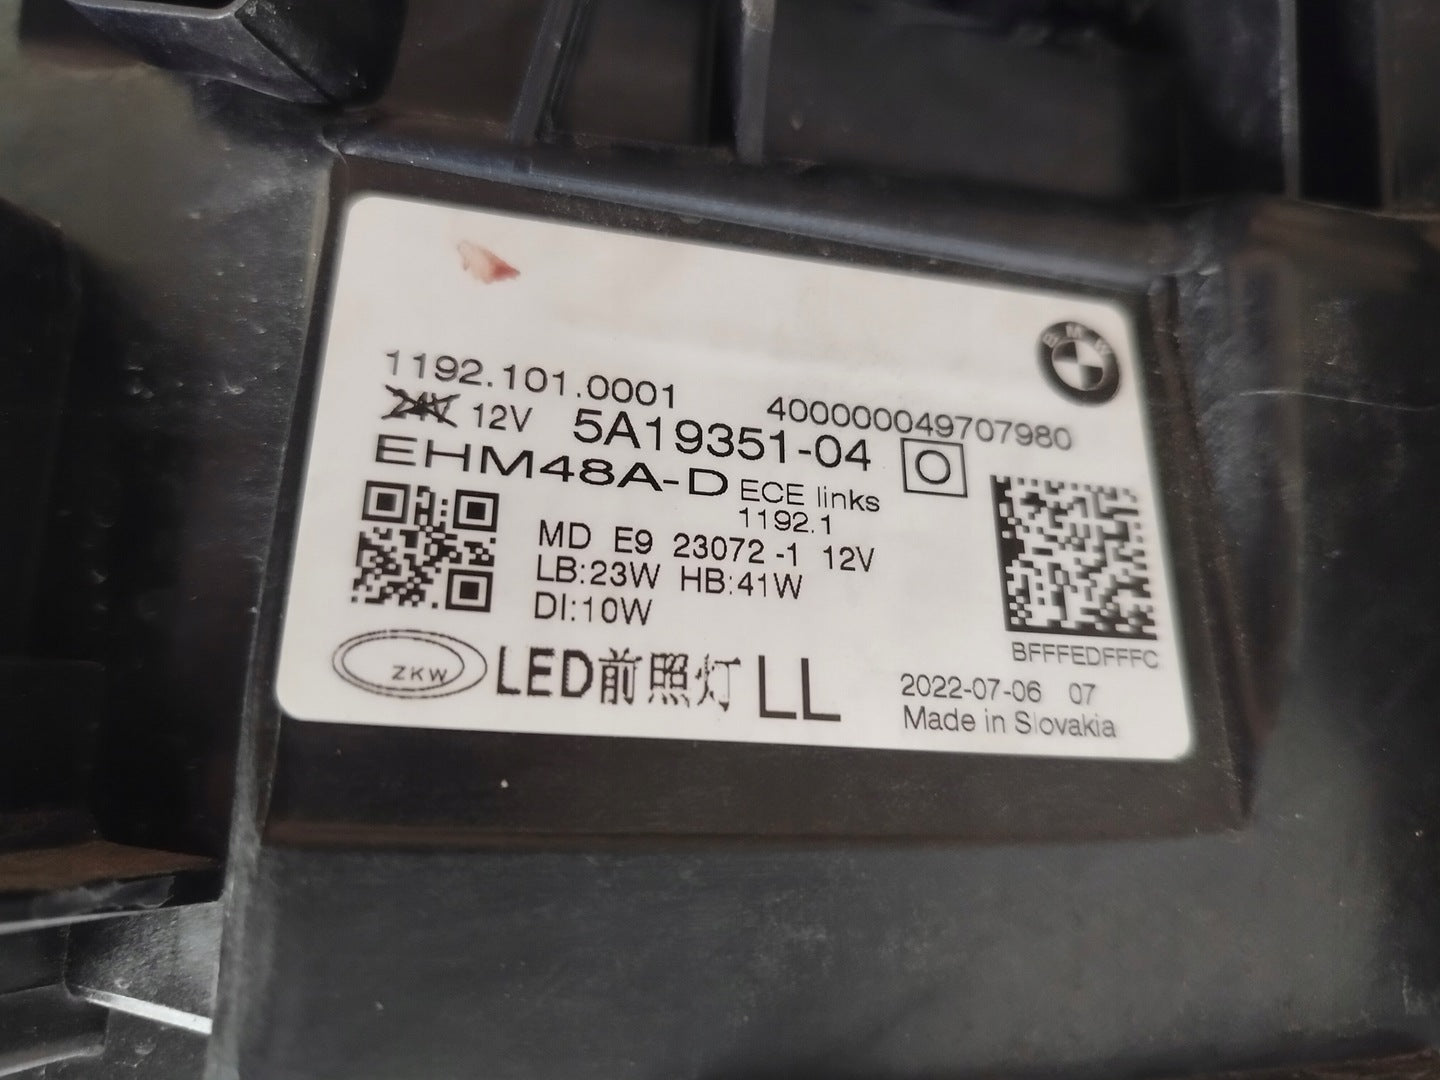 BMW
1192.101.0001
400000049707980
24V 12V 5A19351-04
EHM48A-D ECE links
1192.1
MD E9 23072 -1 12V
LB:23W HB:41W
DI:10W
BFFFEDFFFC
ZKW LED前照灯 LL
2022-07-06 07
Made in Slovakia